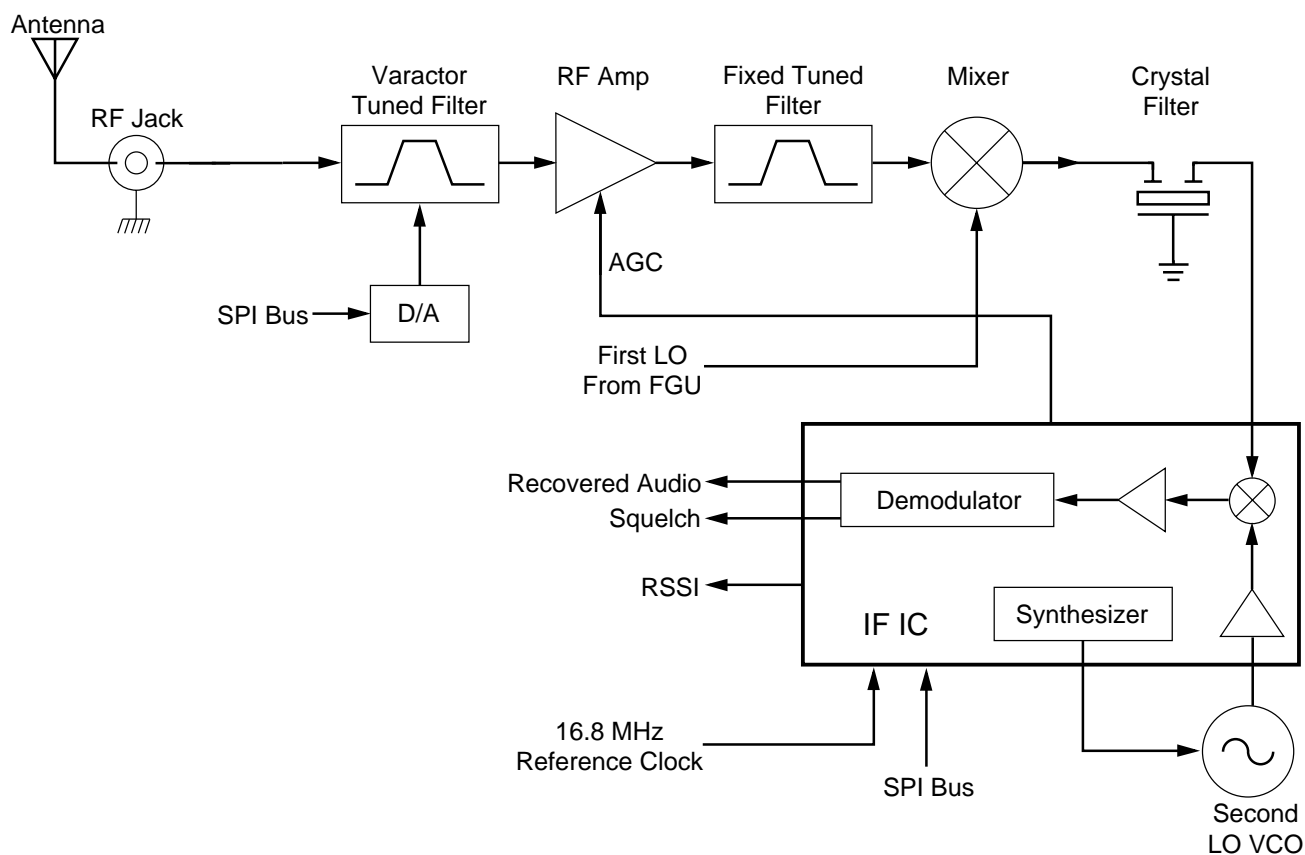 Antenna
RF Jack
Varactor
Tuned Filter
RF Amp
Fixed Tuned
Filter
Mixer
Crystal
Filter
AGC
SPI Bus
D/A
First LO
From FGU
Recovered Audio
Squelch
Demodulator
RSSI
IF IC
Synthesizer
16.8 MHz
Reference Clock
SPI Bus
Second
LO VCO